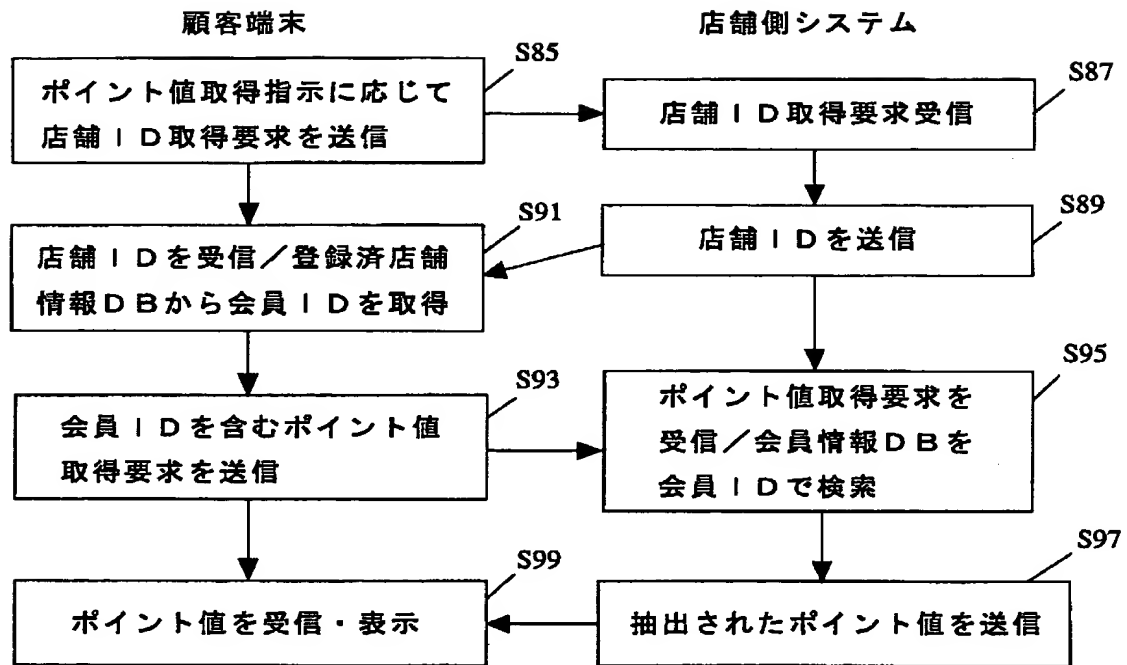 顧客端末
店舗側システム
S85
ポイント値取得指示に応じて
店舗ID取得要求を送信
S87
店舗ID取得要求受信
S91
店舗IDを受信／登録済店舗
情報DBから会員IDを取得
S89
店舗IDを送信
S93
会員IDを含むポイント値
取得要求を送信
S95
ポイント値取得要求を
受信／会員情報DBを
会員IDで検索
S99
ポイント値を受信・表示
S97
抽出されたポイント値を送信